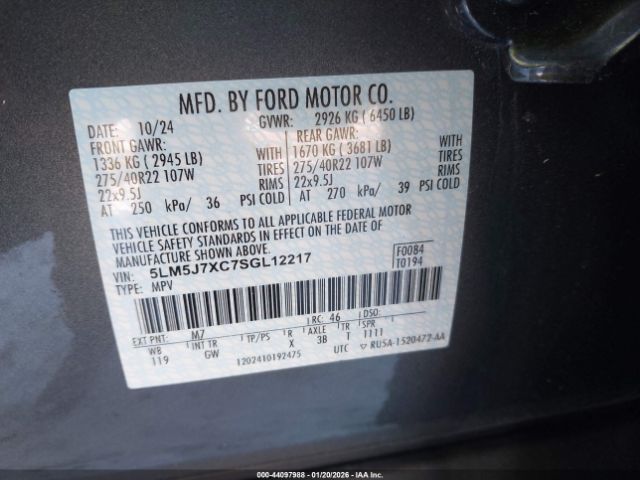 MFD. BY FORD MOTOR CO.
DATE: 10/24 GVWR: 2926 KG ( 6450 LB)
FRONT GAWR: REAR GAWR:
1336 KG ( 2945 LB) WITH 1670 KG ( 3681 LB) WITH
275/40R22 107W TIRES 275/40R22 107W TIRES
22x9.5J RIMS 22x9.5J RIMS
AT 250 kPa/ 36 PSI COLD AT 270 kPa/ 39 PSI COLD
THIS VEHICLE CONFORMS TO ALL APPLICABLE FEDERAL MOTOR
VEHICLE SAFETY STANDARDS IN EFFECT ON THE DATE OF
MANUFACTURE SHOWN ABOVE.
VIN: 5LM5J7XC7SGL12217 F0084
TYPE: MPV T0194
EXT PNT: M7 RC: 46 DSO:
WB INT TR TP/PS R AXLE TR SPR
119 GW X 3B T 1111
1202410192475 UTC ▽ RU5A-1520472-AA
000-44097988 | 01/20/2026 | IAA Inc.